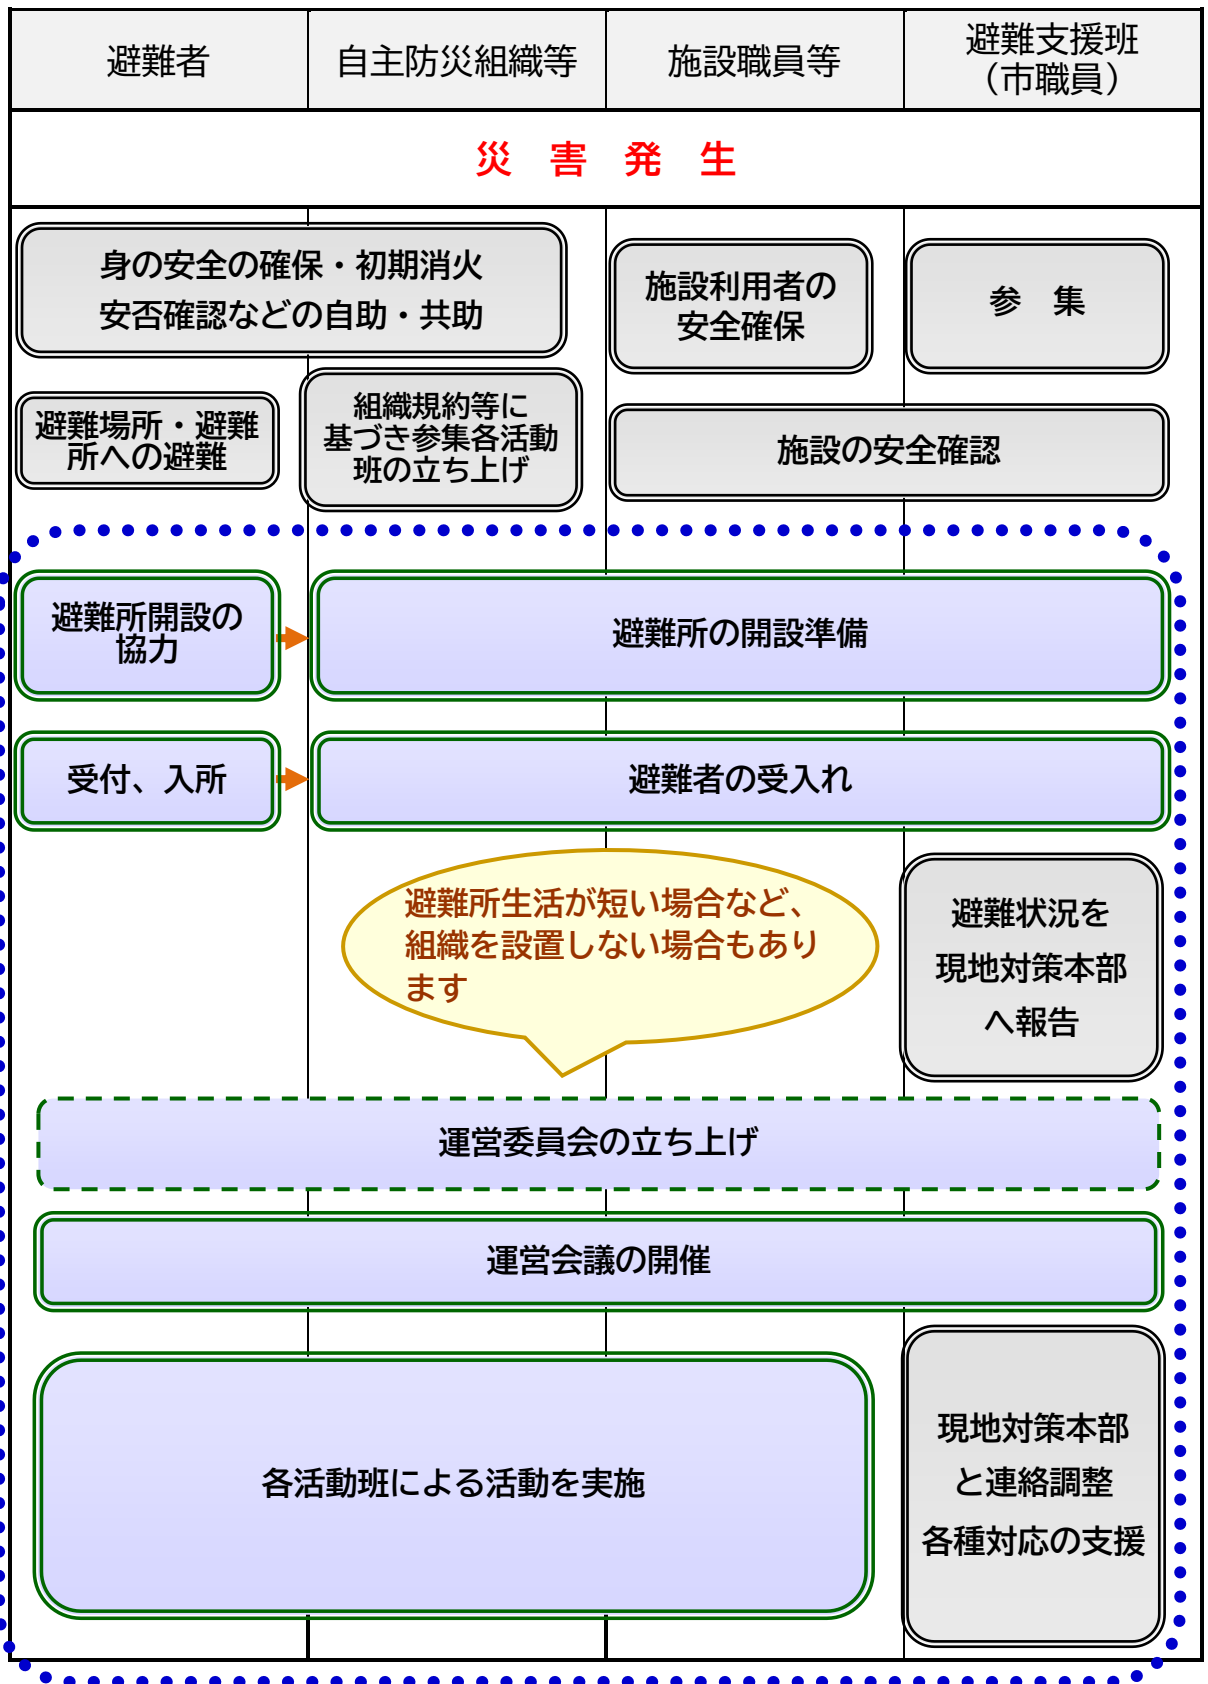 避難者
自主防災組織等
施設職員等
避難支援班
（市職員）
災　害　発　生
身の安全の確保・初期消火
安否確認などの自助・共助
施設利用者の
安全確保
参　集
避難場所・避難
所への避難
組織規約等に
基づき参集各活動
班の立ち上げ
施設の安全確認
避難所開設の
協力
避難所の開設準備
受付、入所
避難者の受入れ
避難所生活が短い場合など、
組織を設置しない場合もあり
ます
避難状況を
現地対策本部
へ報告
運営委員会の立ち上げ
運営会議の開催
各活動班による活動を実施
現地対策本部
と連絡調整
各種対応の支援